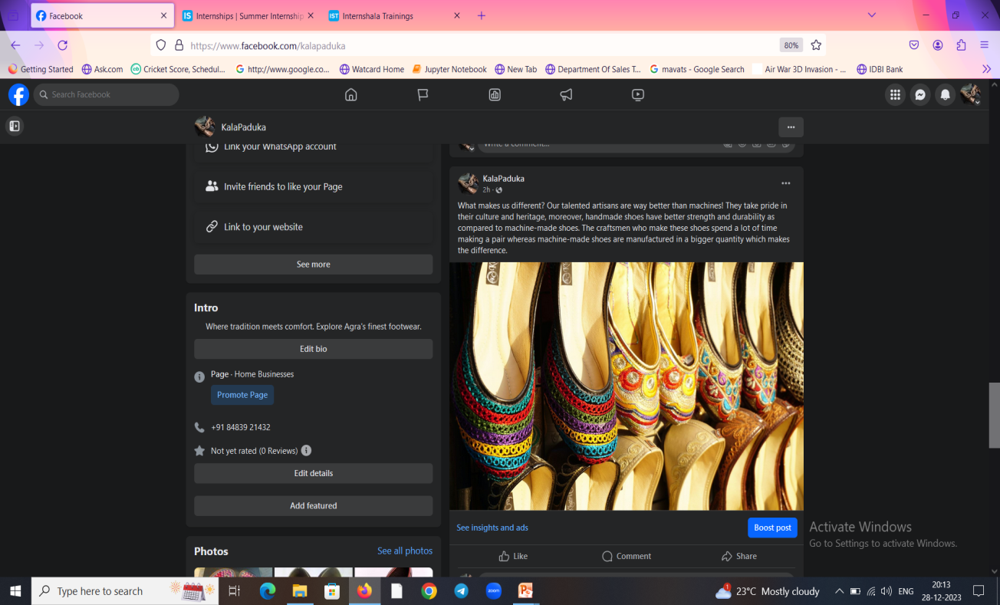 Facebook
Internships | Summer Internship
Internshala Trainings
https://www.facebook.com/kalapaduka
80%
Getting Started
Ask.com
Cricket Score, Schedul...
http://www.google.co...
Watcard Home
Jupyter Notebook
New Tab
Department Of Sales T...
mavats - Google Search
Air War 3D Invasion - ...
IDBI Bank
Search Facebook
KalaPaduka
Link your WhatsApp account
Invite friends to like your Page
Link to your website
See more
Intro
Where tradition meets comfort. Explore Agra's finest footwear.
Edit bio
Page · Home Businesses
Promote Page
+91 84839 21432
Not yet rated (0 Reviews)
Edit details
Add featured
Photos
See all photos
Write a comment...
KalaPaduka
2h ·
What makes us different? Our talented artisans are way better than machines! They take pride in
their culture and heritage, moreover, handmade shoes have better strength and durability as
compared to machine-made shoes. The craftsmen who make these shoes spend a lot of time
making a pair whereas machine-made shoes are manufactured in a bigger quantity which makes
the difference.
See insights and ads
Boost post
Like
Comment
Share
Activate Windows
Go to Settings to activate Windows.
Type here to search
zoom
1
23°C Mostly cloudy
ENG
20:13
28-12-2023